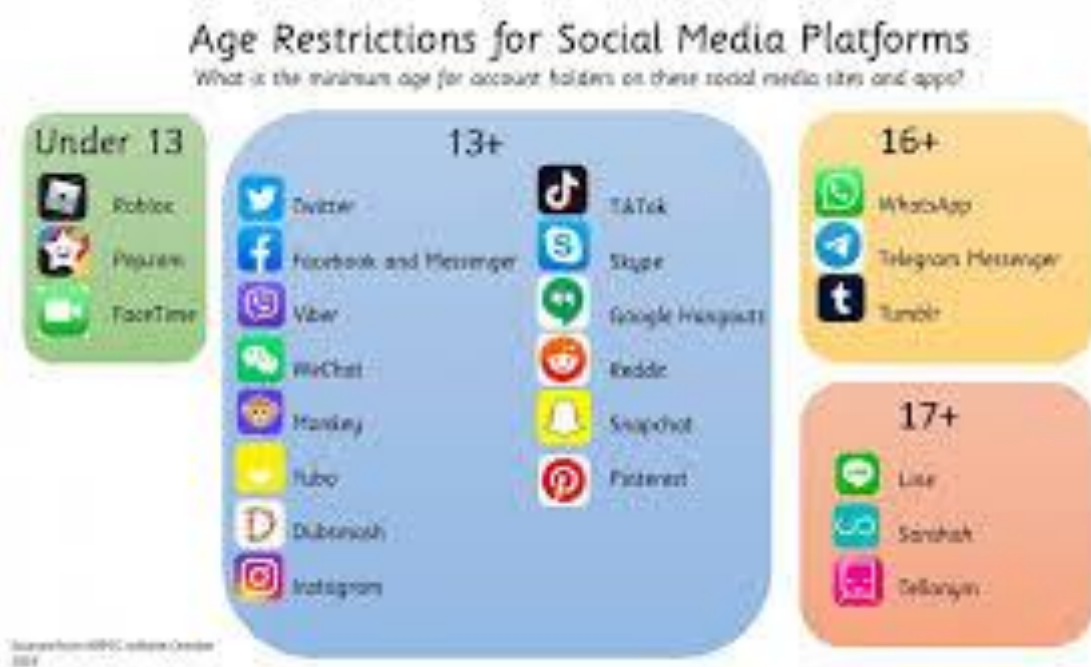 Age Restrictions for Social Media Platforms
What is the minimum age for account holders on these social media sites and apps?
Under 13
Roblox
Popjam
FaceTime
13+
Twitter
Facebook and Messenger
Viber
WeChat
Monkey
Yubo
Dubsmash
Instagram
TikTok
Skype
Google Hangouts
Reddit
Snapchat
Pinterest
16+
WhatsApp
Telegram Messenger
Tumblr
17+
Line
Sarahah
Tellonym